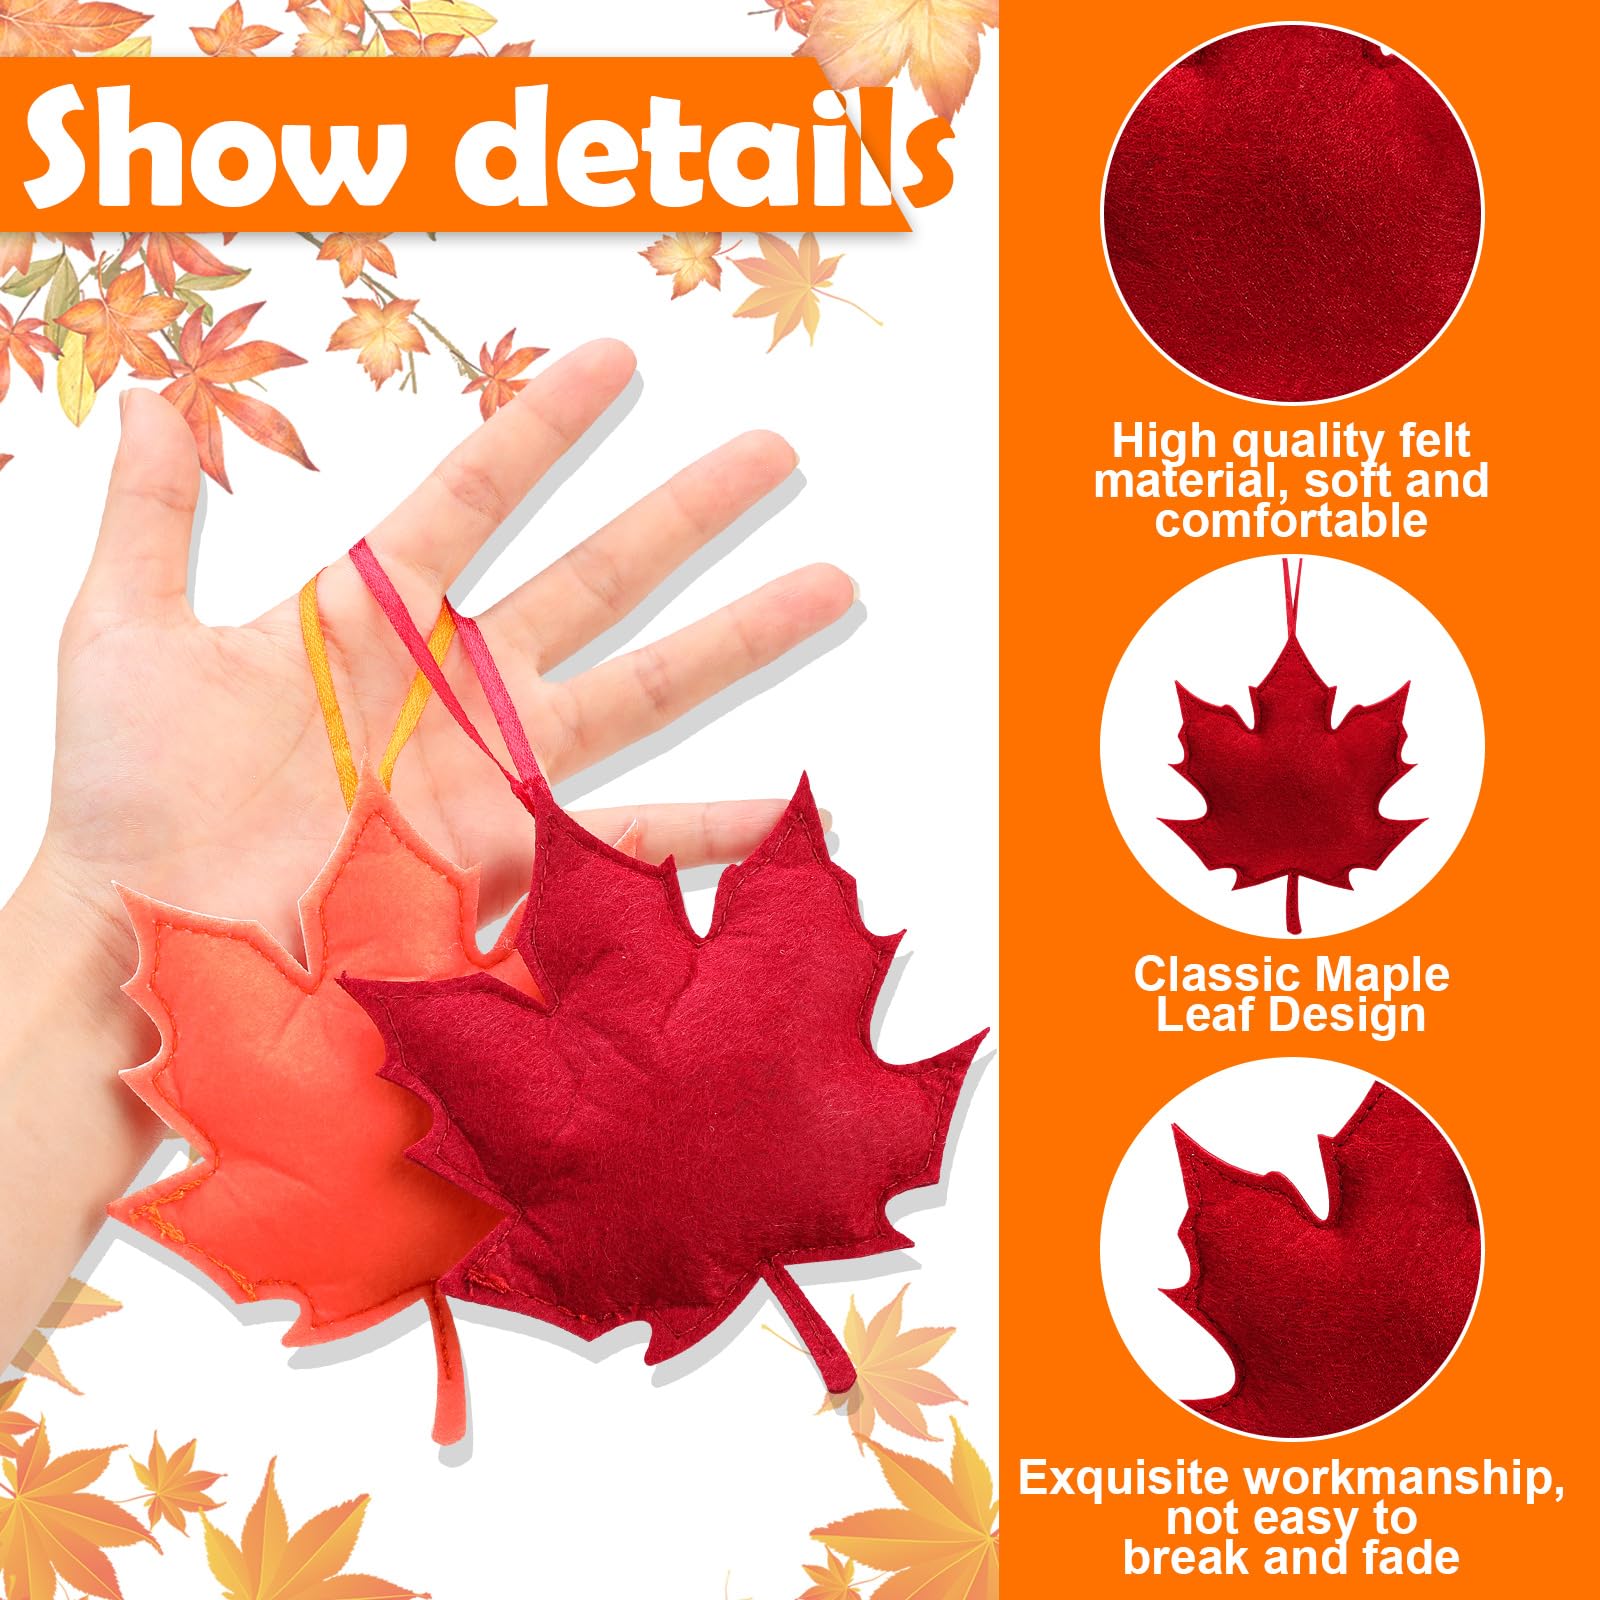 Show details
High quality felt
material, soft and
comfortable
Classic Maple
Leaf Design
Exquisite workmanship,
not easy to
break and fade